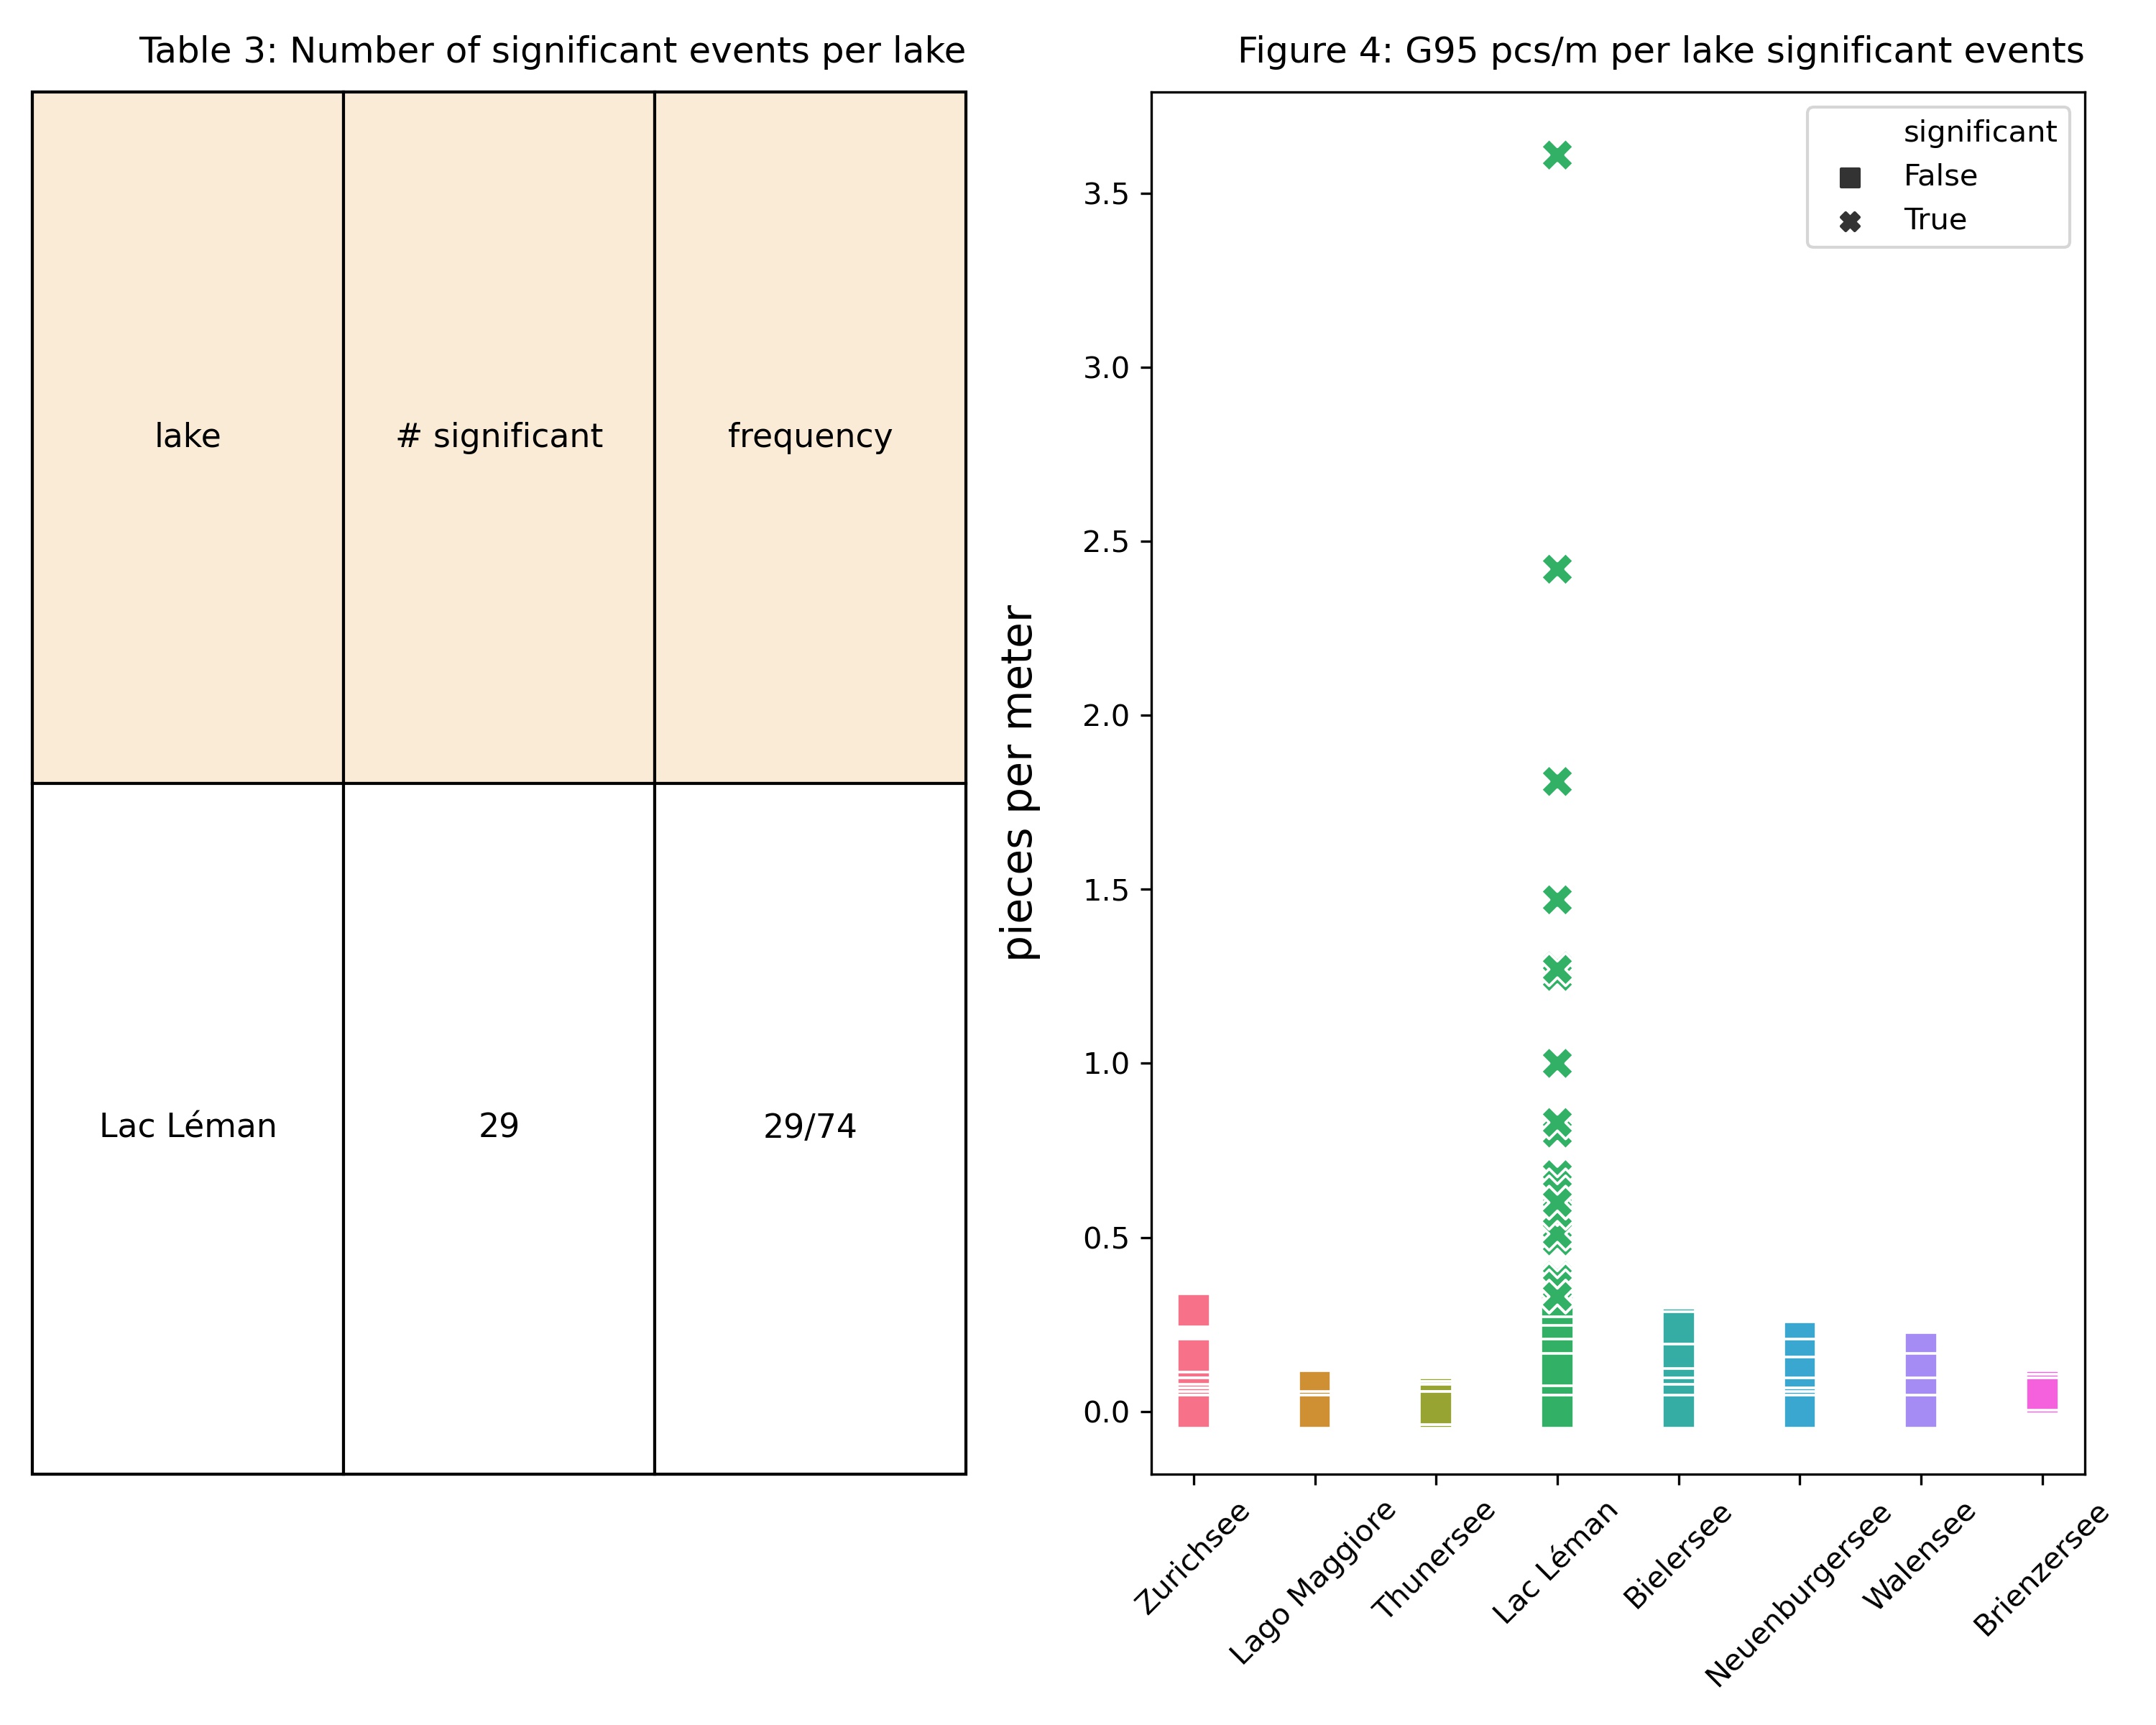 Table 3: Number of significant events per lake
lake # significant frequency
Lac Léman 29 29/74
Figure 4: G95 pcs/m per lake significant events
significant
False
True
pieces per meter
3.5
3.0
2.5
2.0
1.5
1.0
0.5
0.0
Zurichsee
Lago Maggiore
Thunersee
Lac Léman
Bielersee
Neuenburgersee
Walensee
Brienzersee